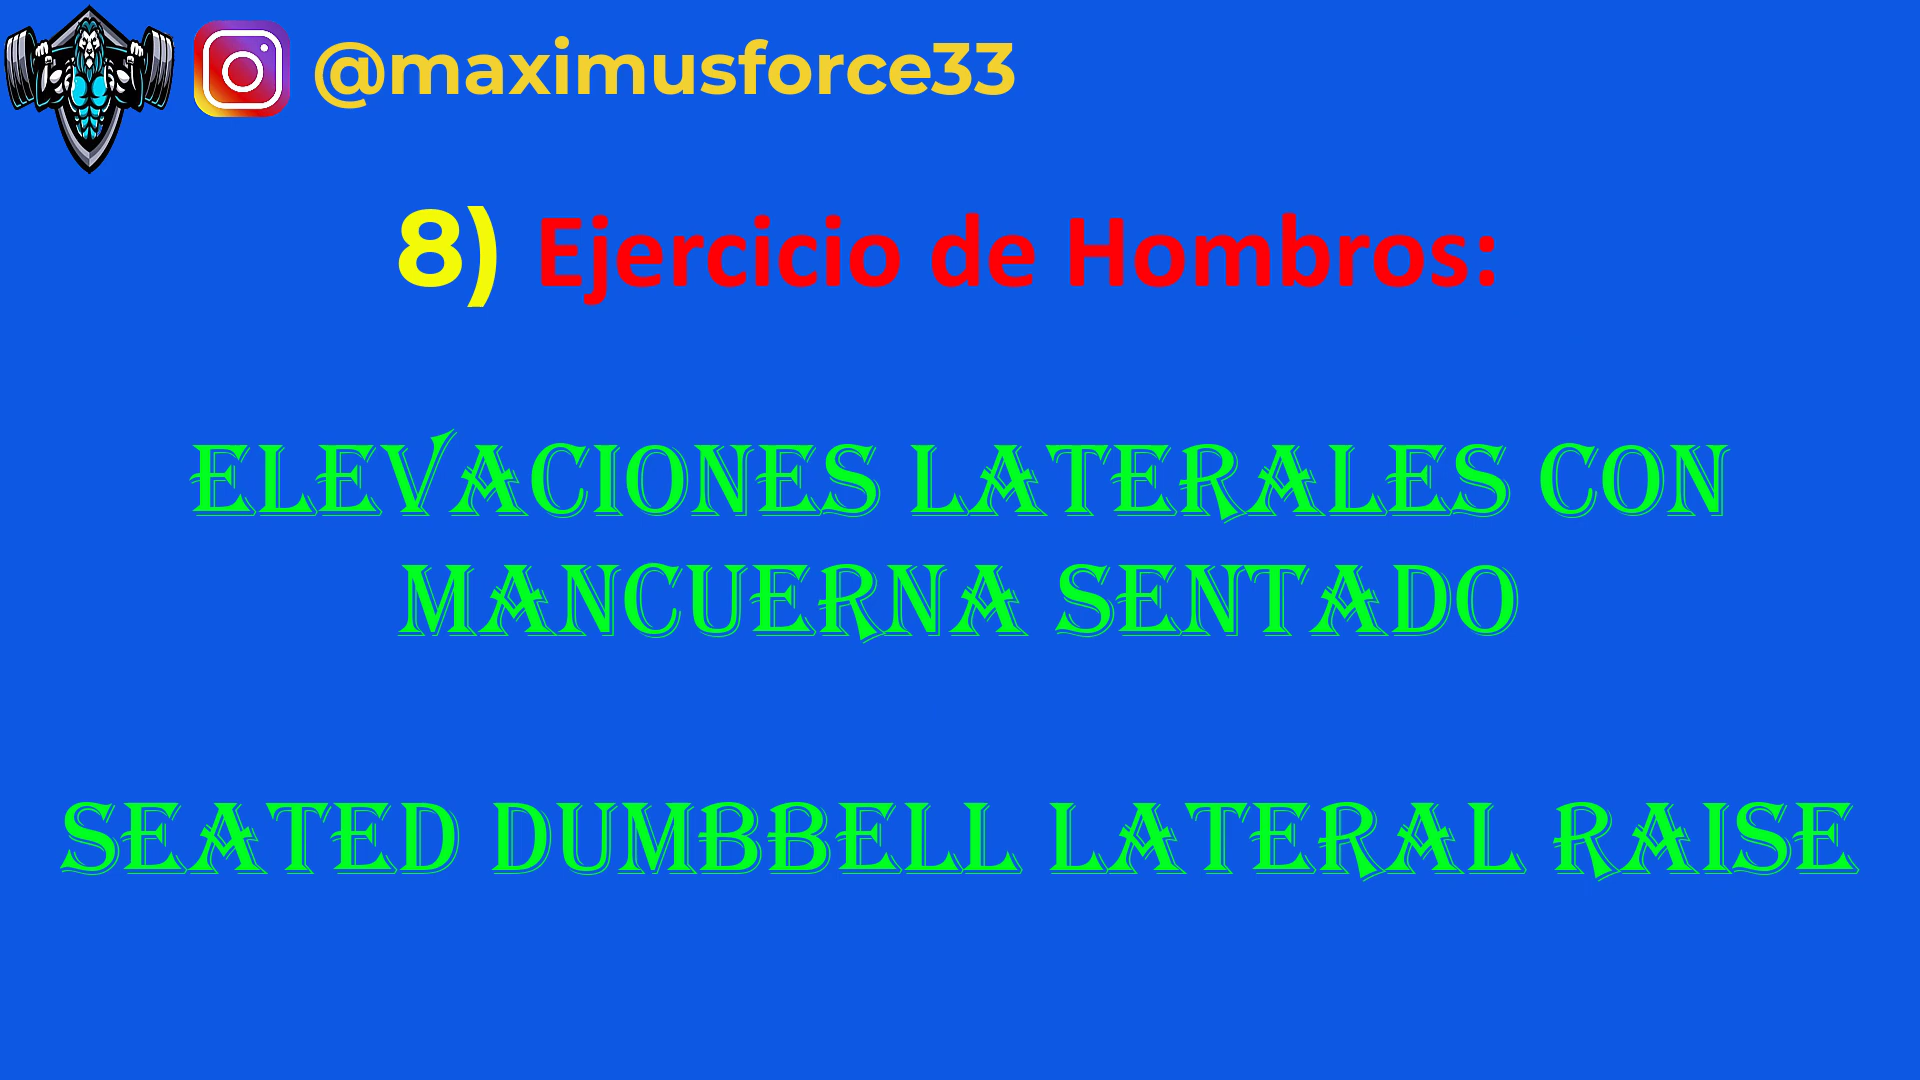 @maximusforce33
8) Ejercicio de Hombros:
ELEVACIONES LATERALES CON
MANCUERNA SENTADO
SEATED DUMBBELL LATERAL RAISE